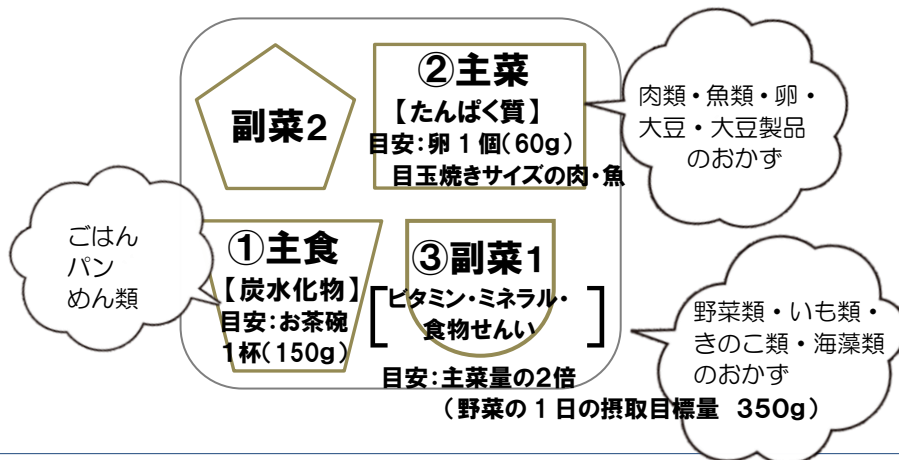 副菜2
②主菜
【たんぱく質】
目安:卵1個(60g)
目玉焼きサイズの肉・魚
肉類・魚類・卵・
大豆・大豆製品
のおかず
ごはん
パン
めん類
①主食
【炭水化物】
目安:お茶碗
1杯(150g)
③副菜1
[ビタミン・ミネラル・
食物せんい]
目安:主菜量の2倍
(野菜の1日の摂取目標量 350g)
野菜類・いも類・
きのこ類・海藻類
のおかず